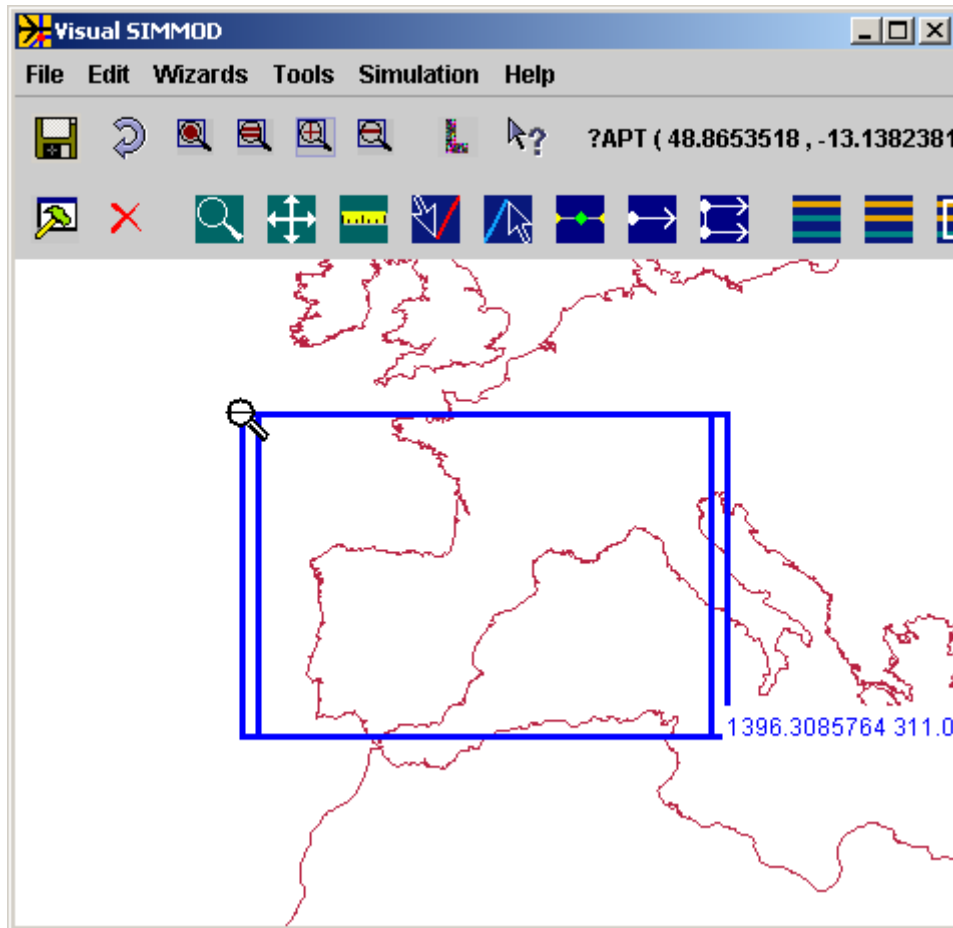 Visual SIMMOD
File Edit Wizards Tools Simulation Help
?APT ( 48.8653518 , -13.1382381
1396.3085764 311.0